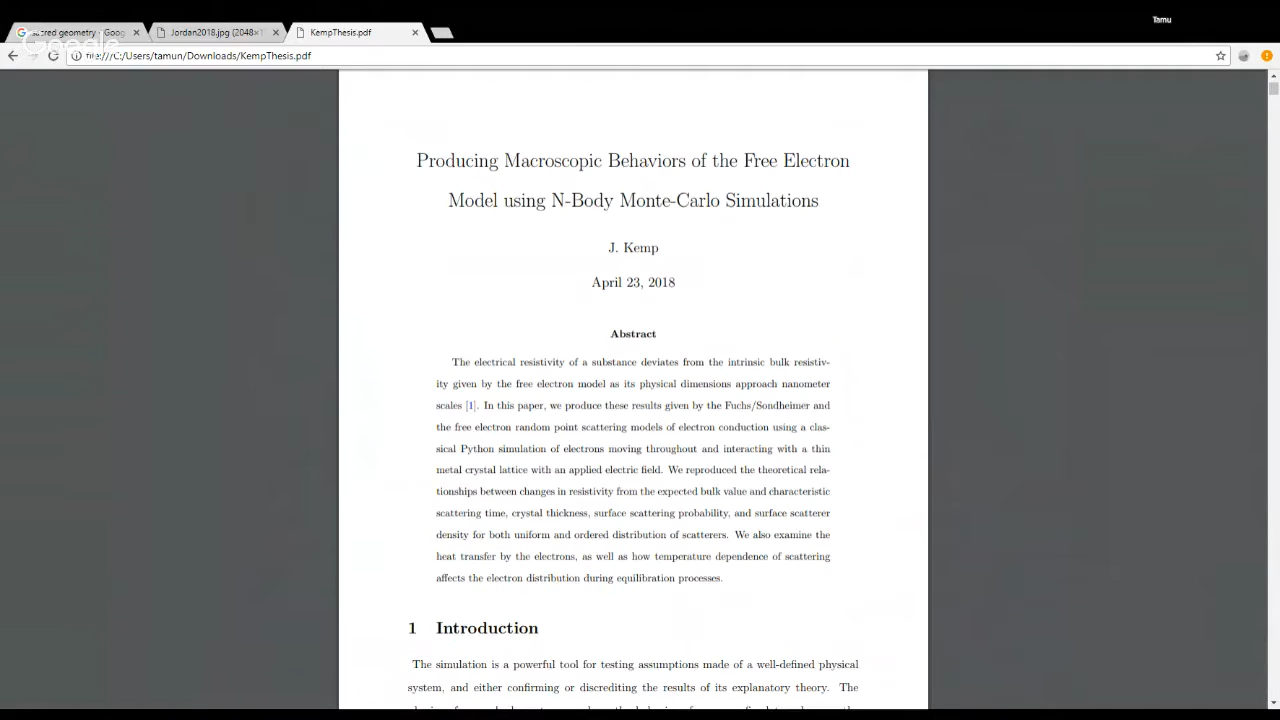 Tamu
sacred geometry - Goog
Jordan2018.jpg (2048×1
KempThesis.pdf
Google
file:///C:/Users/tamun/Downloads/KempThesis.pdf
Producing Macroscopic Behaviors of the Free Electron
Model using N-Body Monte-Carlo Simulations
J. Kemp
April 23, 2018
Abstract
The electrical resistivity of a substance deviates from the intrinsic bulk resistiv-
ity given by the free electron model as its physical dimensions approach nanometer
scales [1]. In this paper, we produce these results given by the Fuchs/Sondheimer and
the free electron random point scattering models of electron conduction using a clas-
sical Python simulation of electrons moving throughout and interacting with a thin
metal crystal lattice with an applied electric field. We reproduced the theoretical rela-
tionships between changes in resistivity from the expected bulk value and characteristic
scattering time, crystal thickness, surface scattering probability, and surface scatterer
density for both uniform and ordered distribution of scatterers. We also examine the
heat transfer by the electrons, as well as how temperature dependence of scattering
affects the electron distribution during equilibration processes.
1 Introduction
The simulation is a powerful tool for testing assumptions made of a well-defined physical
system, and either confirming or discrediting the results of its explanatory theory. The